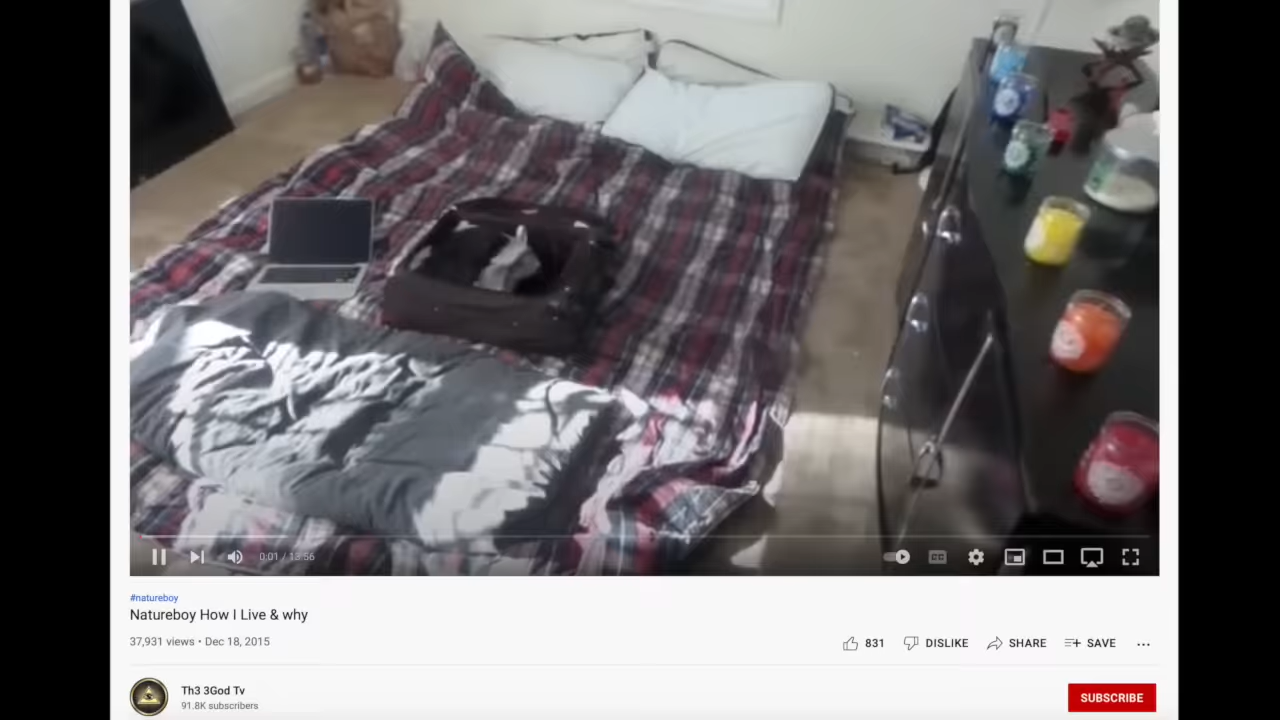 0:01 / 13:56
CC
#natureboy
Natureboy How I Live & why
37,931 views • Dec 18, 2015
831 DISLIKE SHARE SAVE ...
Th3 3God Tv
91.8K subscribers
SUBSCRIBE